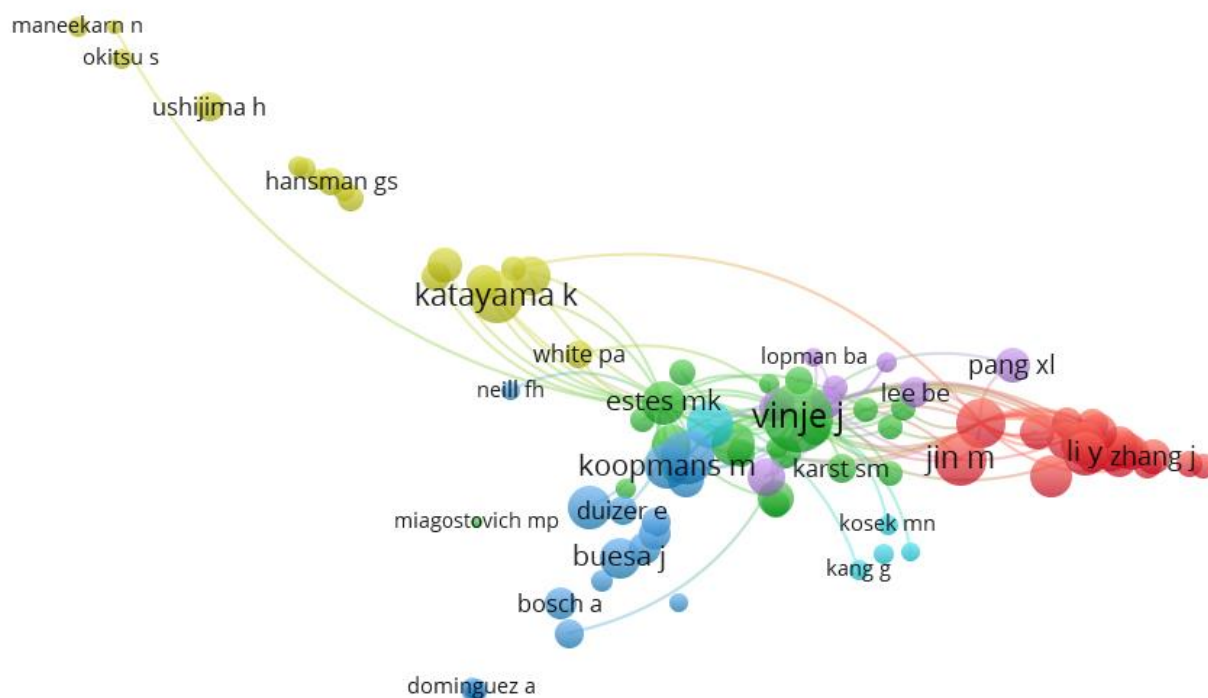 maneekarn n
okitsu s
ushijima h
hansman gs
katayama k
white pa
lopman ba
pang xl
neill fh
estes mk
lee be
vinje j
koopmans m
karst sm
jin m
li y
zhang j
duizer e
miagostovich mp
kosek mn
buesa j
kang g
bosch a
dominguez a